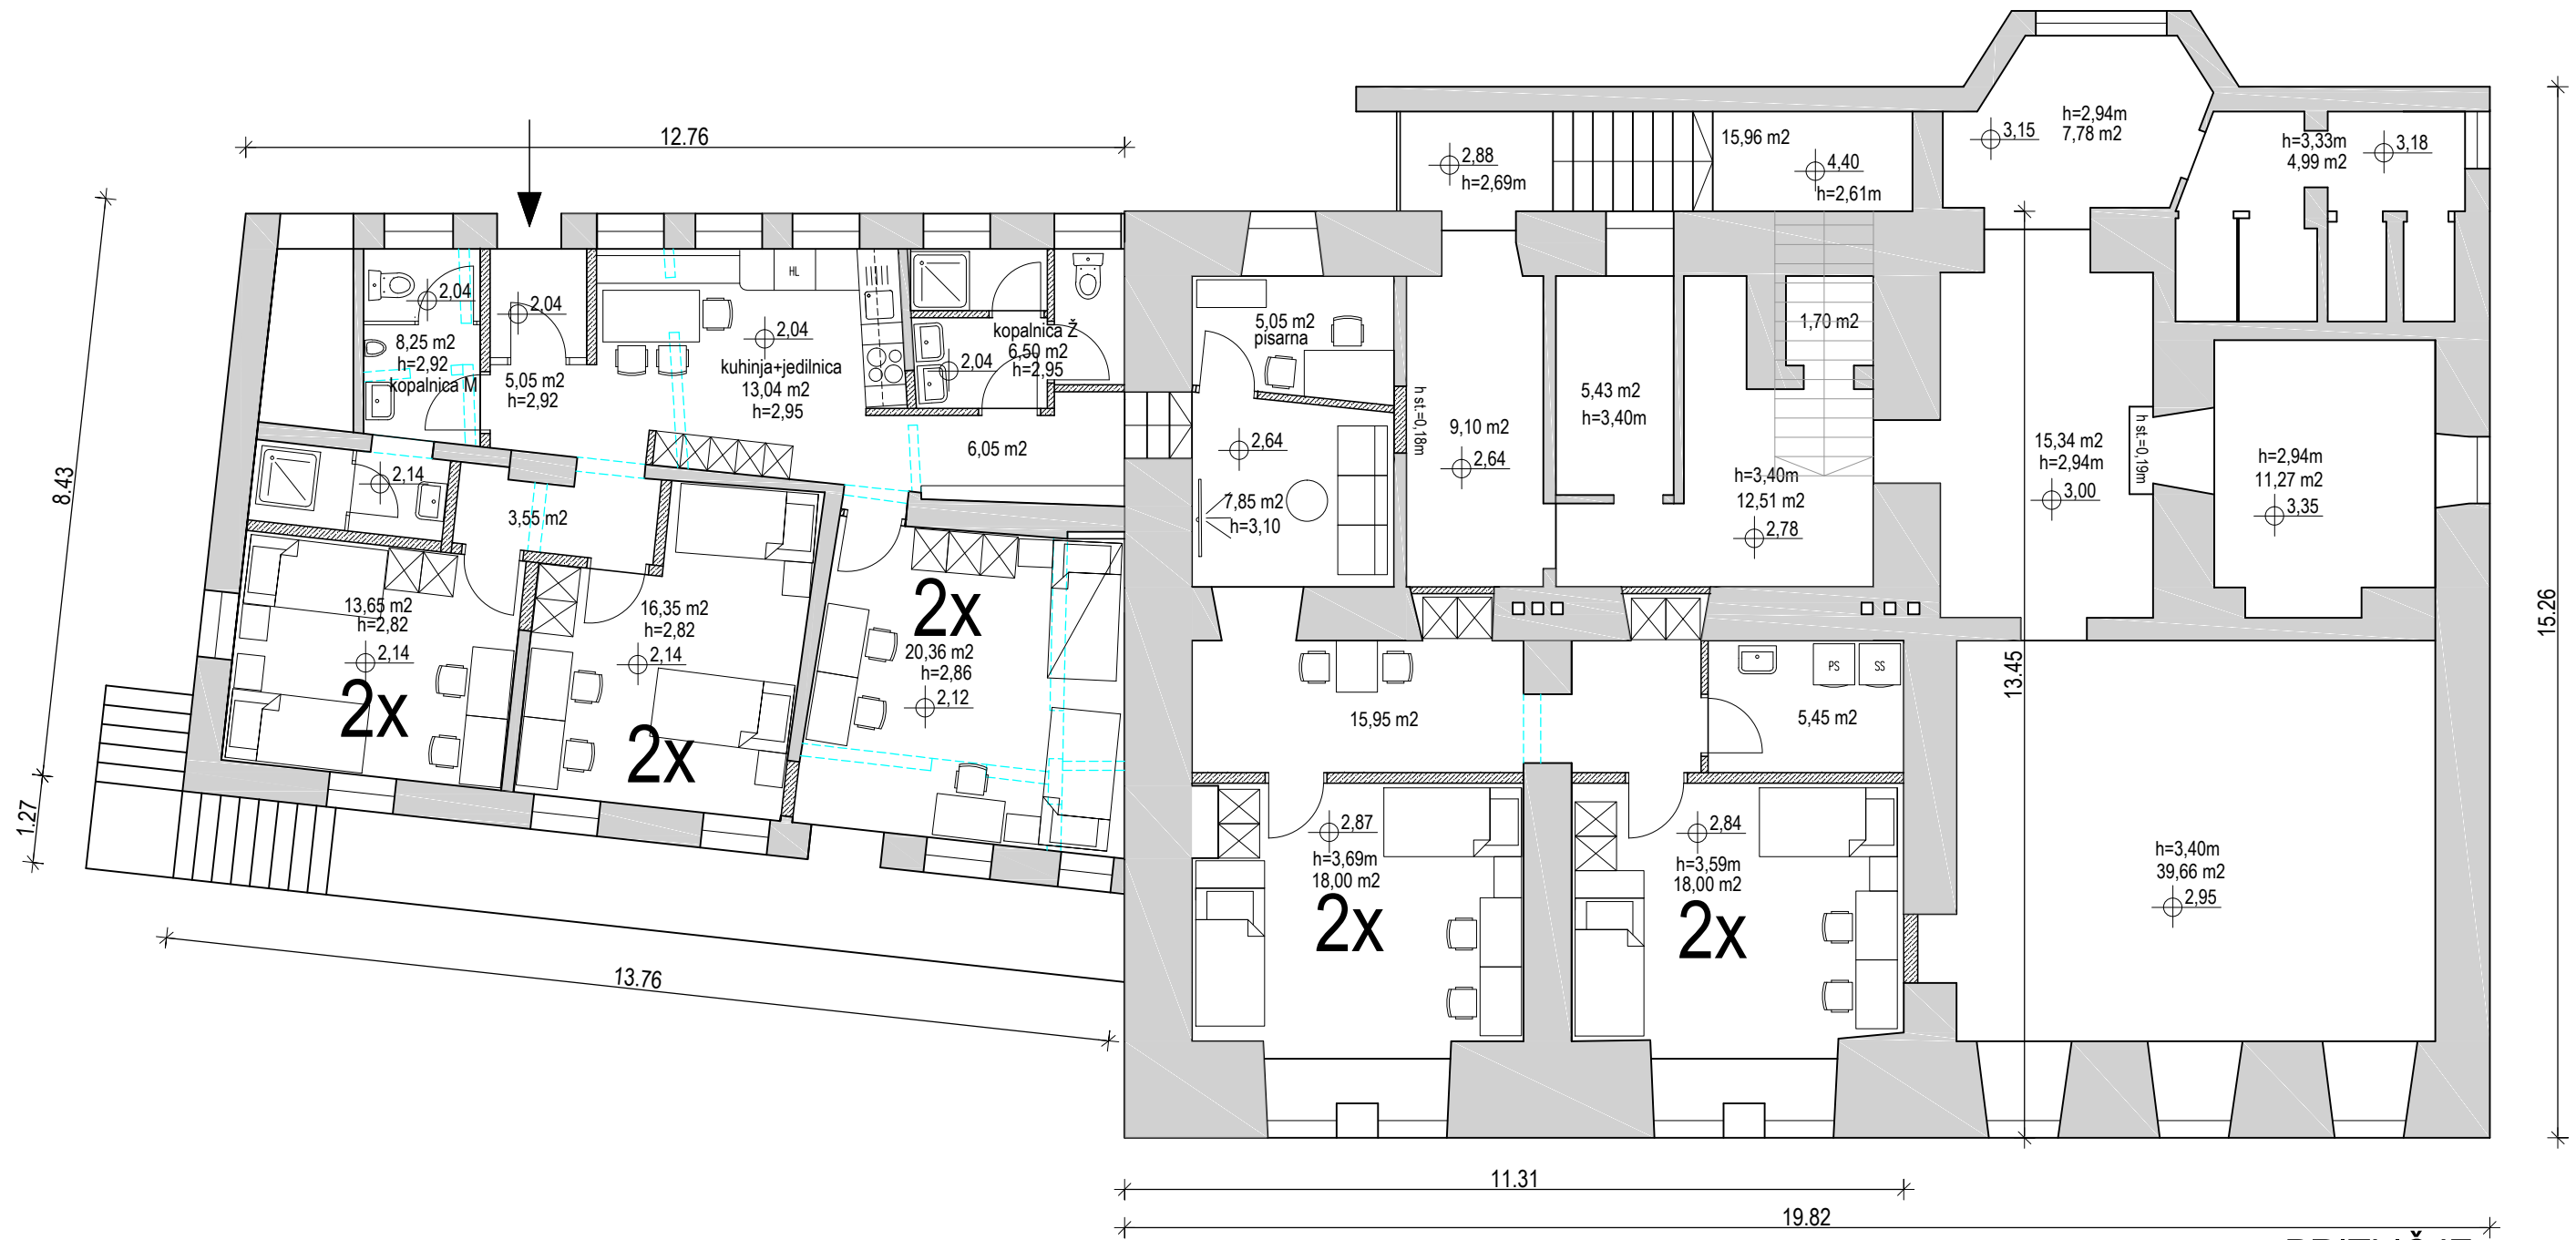 12.76
8.43
1.27
13.76
2,04
8,25 m2
h=2,92
kopalnica M
2,04
5,05 m2
h=2,92
HL
2,04
kuhinja+jedilnica
13,04 m2
h=2,95
kopalnica Ž
6,50 m2
h=2,95
2,04
6,05 m2
2,14
3,55 m2
13,65 m2
h=2,82
2,14
2x
16,35 m2
h=2,82
2,14
2x
2x
20,36 m2
h=2,86
2,12
2,88
h=2,69m
15,96 m2
4,40
h=2,61m
3,15
h=2,94m
7,78 m2
h=3,33m
4,99 m2
3,18
5,05 m2
pisarna
2,64
7,85 m2
h=3,10
h st.=0,18m
9,10 m2
2,64
5,43 m2
h=3,40m
1,70 m2
h=3,40m
12,51 m2
2,78
15,34 m2
h=2,94m
3,00
h st.=0,19m
h=2,94m
11,27 m2
3,35
15.26
13.45
15,95 m2
PS
SS
5,45 m2
2,87
h=3,69m
18,00 m2
2x
2,84
h=3,59m
18,00 m2
2x
h=3,40m
39,66 m2
2,95
11.31
19.82